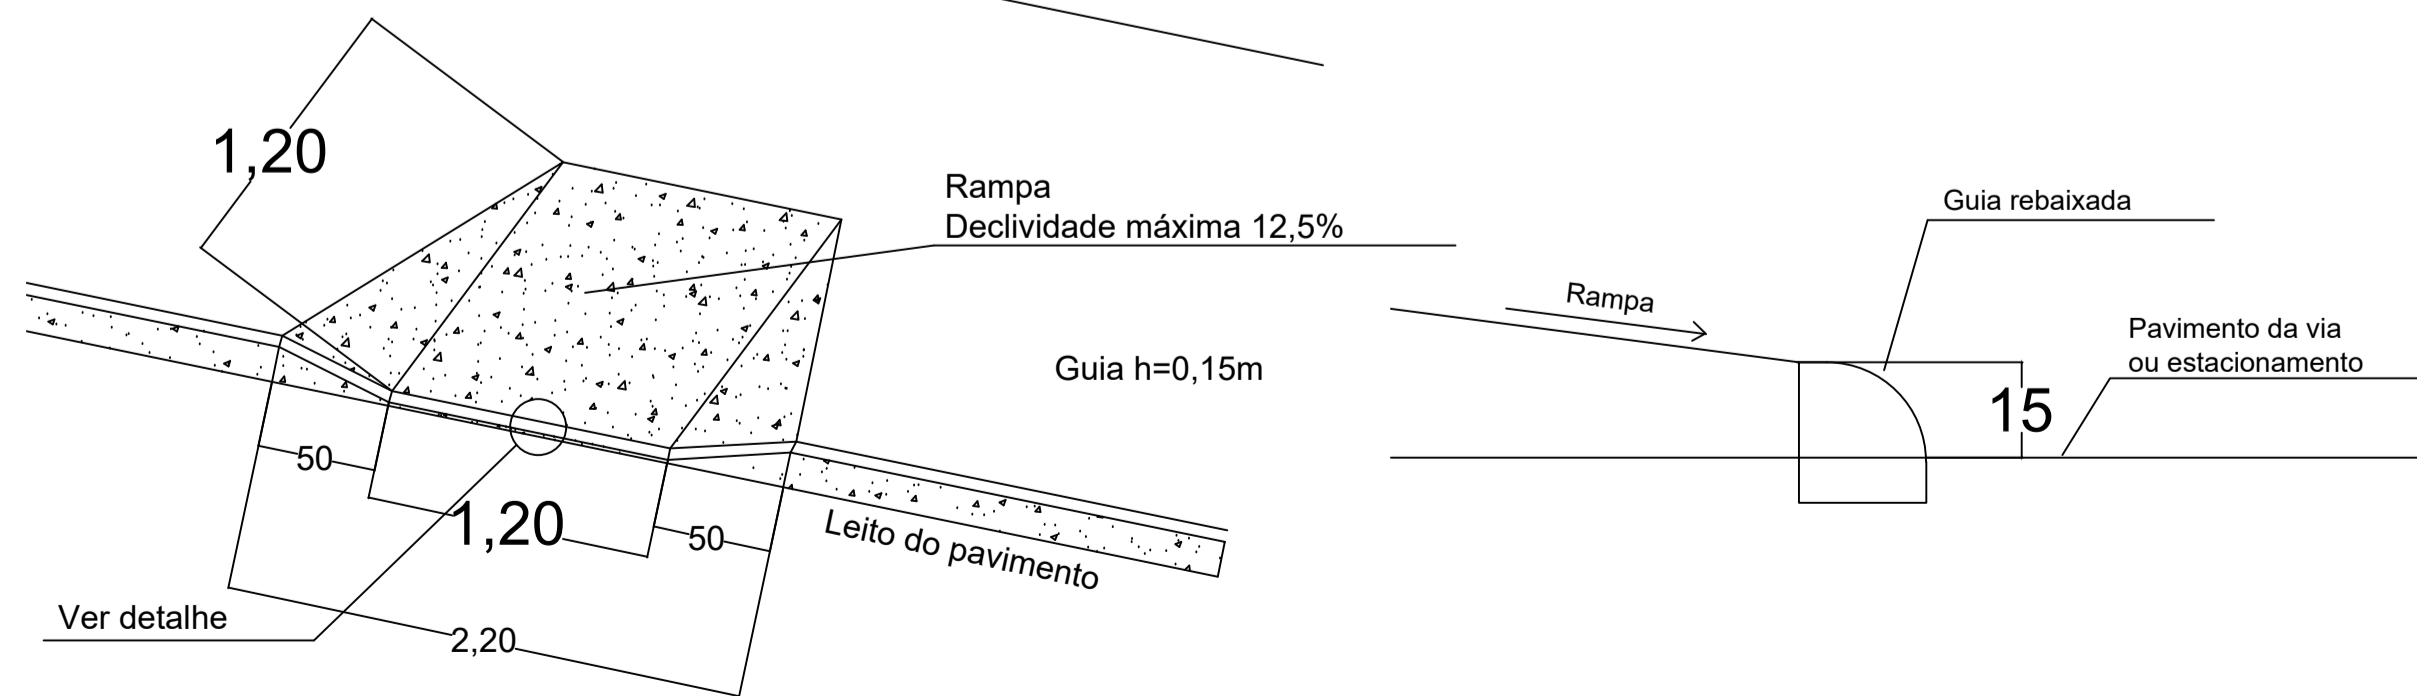 1,20
Rampa
Declividade máxima 12,5%
Guia h=0,15m
50
1,20
50
Leito do pavimento
Ver detalhe
2,20
Guia rebaixada
Rampa
Pavimento da via
ou estacionamento
15